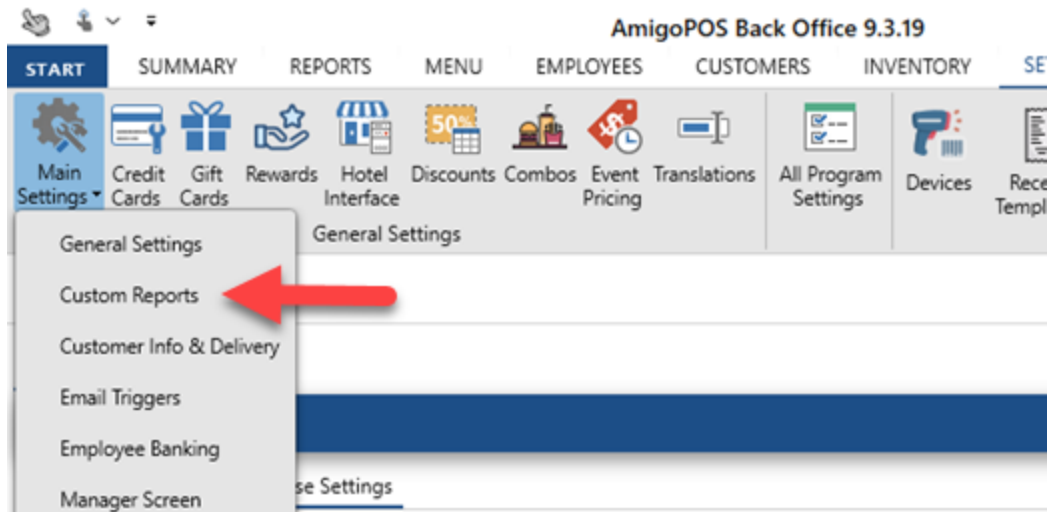 AmigoPOS Back Office 9.3.19
START SUMMARY REPORTS MENU EMPLOYEES CUSTOMERS INVENTORY
50%
Main Settings
Credit Cards
Gift Cards
Rewards
Hotel Interface
Discounts
Combos
Event Pricing
Translations
All Program Settings
Devices
General Settings
General Settings
Custom Reports
Customer Info & Delivery
Email Triggers
Employee Banking
Manager Screen
Settings